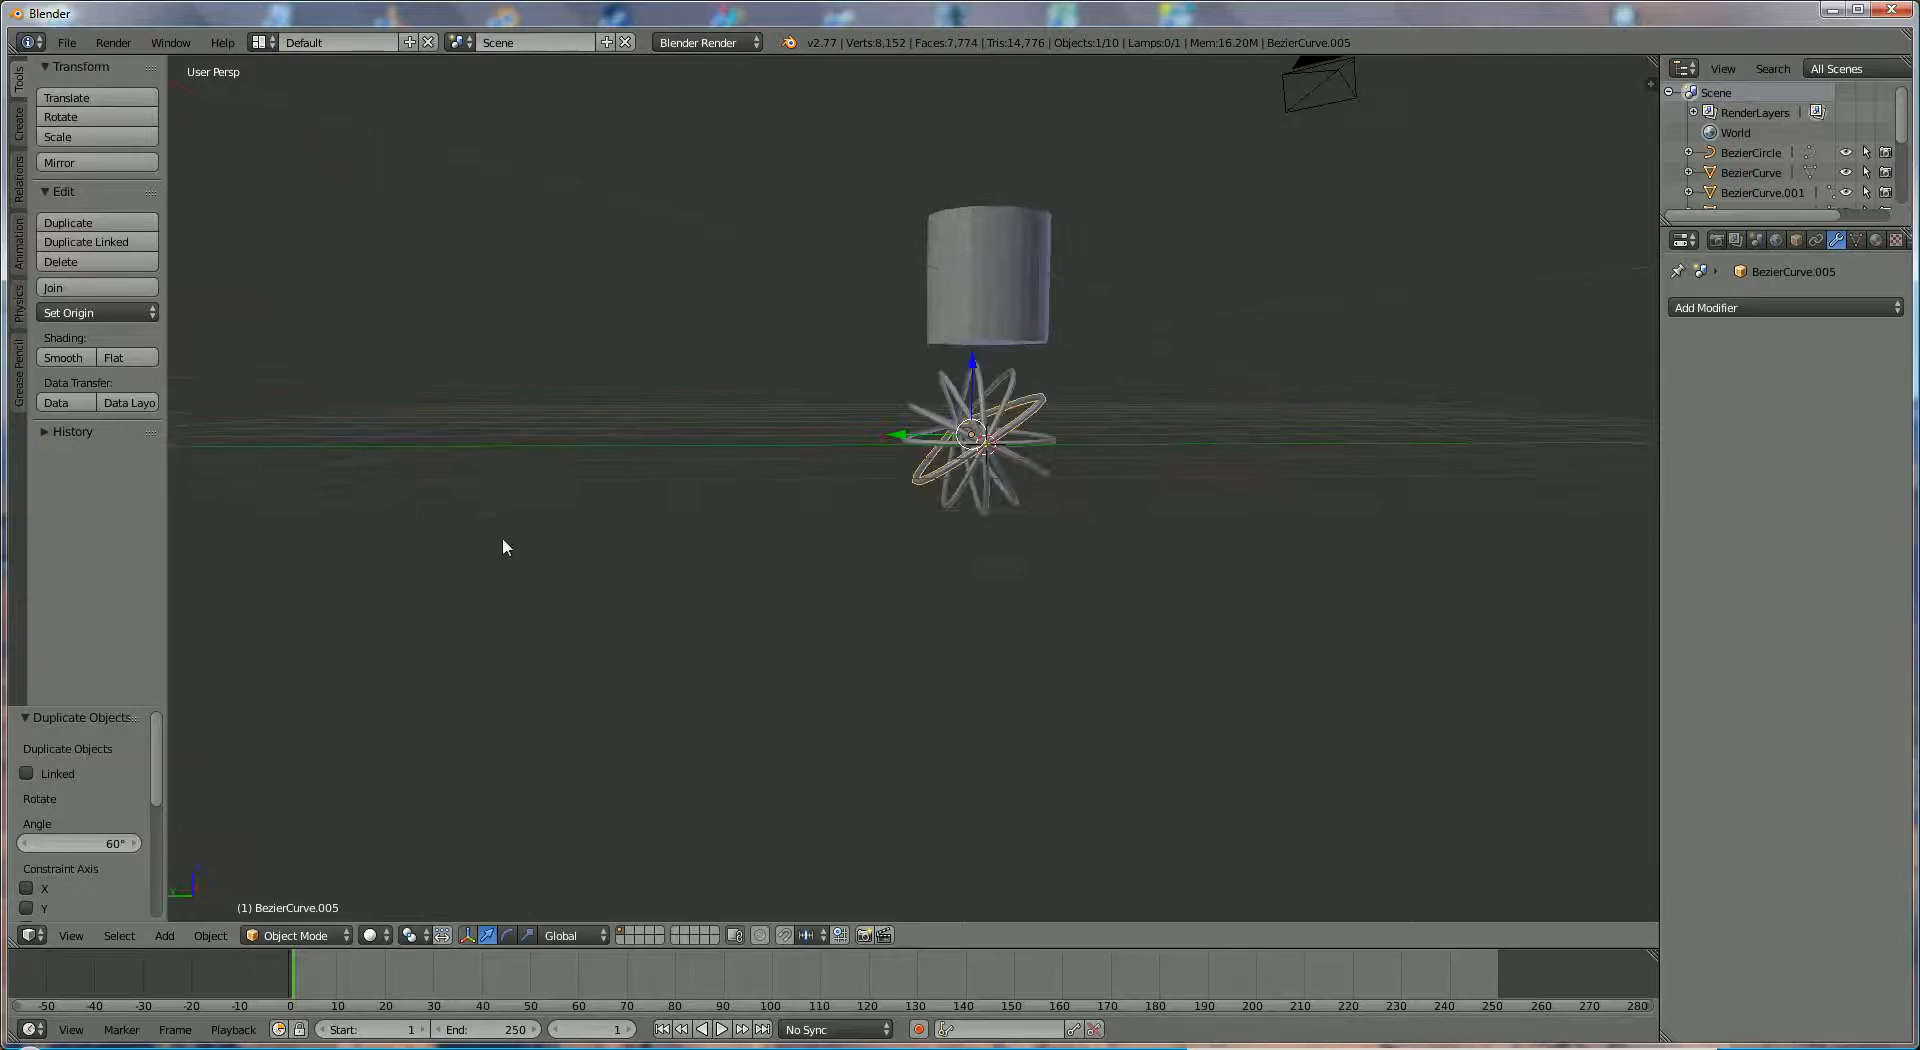 Blender
File Render Window Help Default Scene Blender Render v2.77 | Verts:8,152 | Faces:7,774 | Tris:14,776 | Objects:1/10 | Lamps:0/1 | Mem:16.20M | BezierCurve.005
Tools
Create
Relations
Animation
Physics
Grease Pencil
Transform
Translate
Rotate
Scale
Mirror
Edit
Duplicate
Duplicate Linked
Delete
Join
Set Origin
Shading:
Smooth Flat
Data Transfer:
Data Data Layo
History
Duplicate Objects
Duplicate Objects
Linked
Rotate
Angle
60°
Constraint Axis
X
Y
User Persp
(1) BezierCurve.005
View Search All Scenes
Scene
RenderLayers
World
BezierCircle
BezierCurve
BezierCurve.001
BezierCurve.005
Add Modifier
View Select Add Object Object Mode Global
-50 -40 -30 -20 -10 0 10 20 30 40 50 60 70 80 90 100 110 120 130 140 150 160 170 180 190 200 210 220 230 240 250 260 270 280
View Marker Frame Playback Start: 1 End: 250 1 No Sync